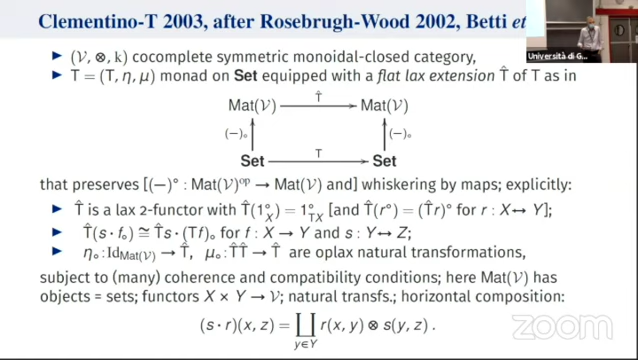 Clementino-T 2003, after Rosebrugh-Wood 2002, Betti et
Università di G...
▶ (𝒱, ⊗, k) cocomplete symmetric monoidal-closed category,
▶ T = (T, η, μ) monad on Set equipped with a flat lax extension T̂ of T as in
Mat(𝒱) T̂ Mat(𝒱)
(−)∘ (−)∘
Set T Set
that preserves [(−)° : Mat(𝒱)ᵒᵖ → Mat(𝒱) and] whiskering by maps; explicitly:
▶ T̂ is a lax 2-functor with T̂(1°_X) = 1°_TX [and T̂(r°) = (T̂r)° for r : X ↔ Y];
▶ T̂(s · f∘) ≅ T̂s · (Tf)∘ for f : X → Y and s : Y ↔ Z;
▶ η∘ : Id_Mat(𝒱) → T̂, μ∘ : T̂T̂ → T̂ are oplax natural transformations,
subject to (many) coherence and compatibility conditions; here Mat(𝒱) has
objects = sets; functors X × Y → 𝒱; natural transfs.; horizontal composition:
(s · r)(x, z) = ∐_{y∈Y} r(x, y) ⊗ s(y, z) .
zoom